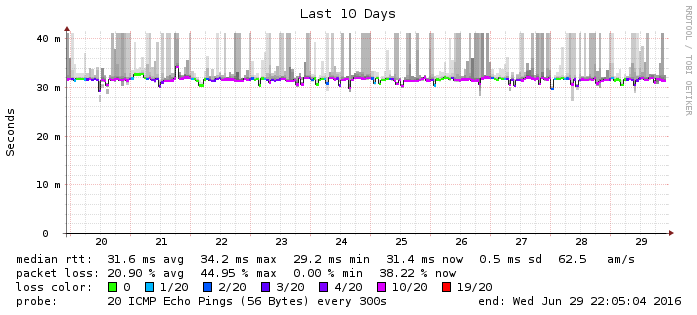 Last 10 Days
RRDTOOL / TOBI OETIKER
Seconds
40 m
30 m
20 m
10 m
0
20 21 22 23 24 25 26 27 28 29
median rtt: 31.6 ms avg 34.2 ms max 29.2 ms min 31.4 ms now 0.5 ms sd 62.5 am/s
packet loss: 20.90 % avg 44.95 % max 0.00 % min 38.22 % now
loss color: 0 1/20 2/20 3/20 4/20 10/20 19/20
probe: 20 ICMP Echo Pings (56 Bytes) every 300s end: Wed Jun 29 22:05:04 2016